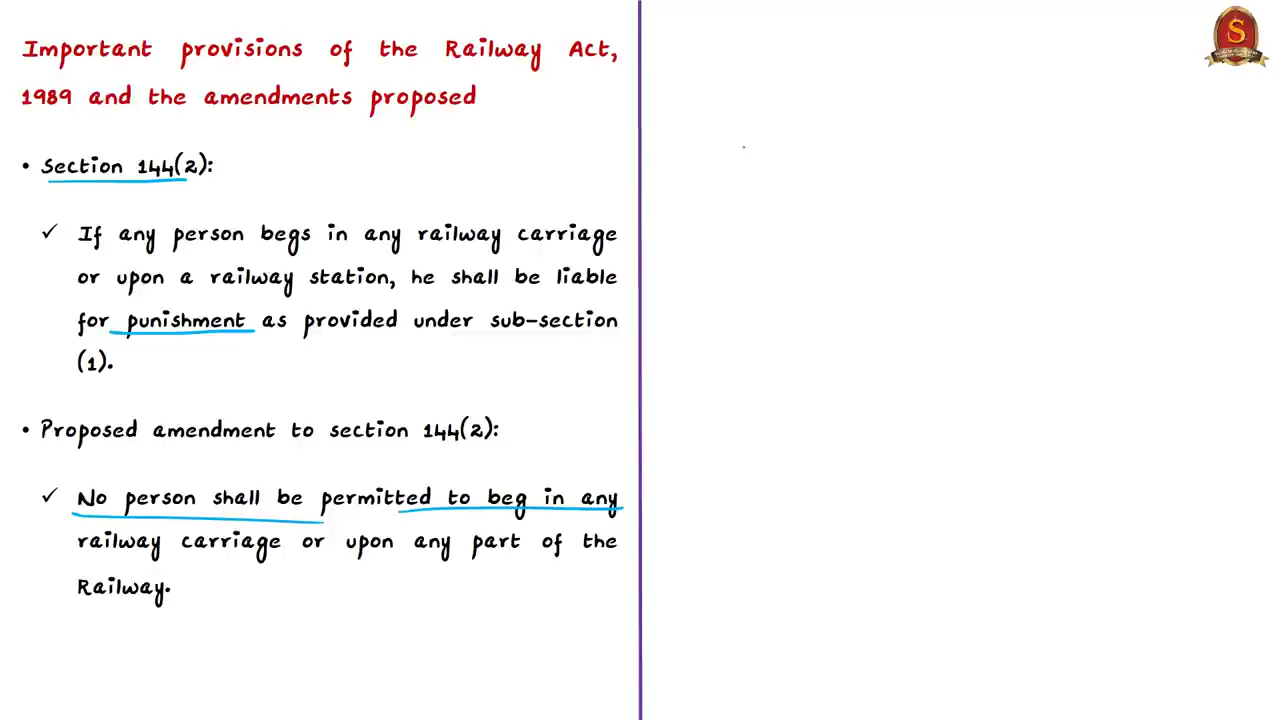 Important provisions of the Railway Act,
1989 and the amendments proposed
• Section 144(2):
✓ If any person begs in any railway carriage
or upon a railway station, he shall be liable
for punishment as provided under sub-section
(1).
• Proposed amendment to section 144(2):
✓ No person shall be permitted to beg in any
railway carriage or upon any part of the
Railway.
S